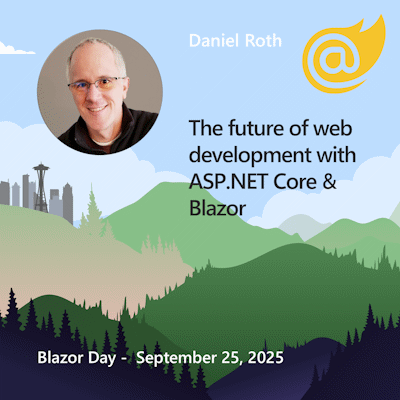 Daniel Roth
The future of web
development with
ASP.NET Core &
Blazor
Blazor Day -  September 25, 2025